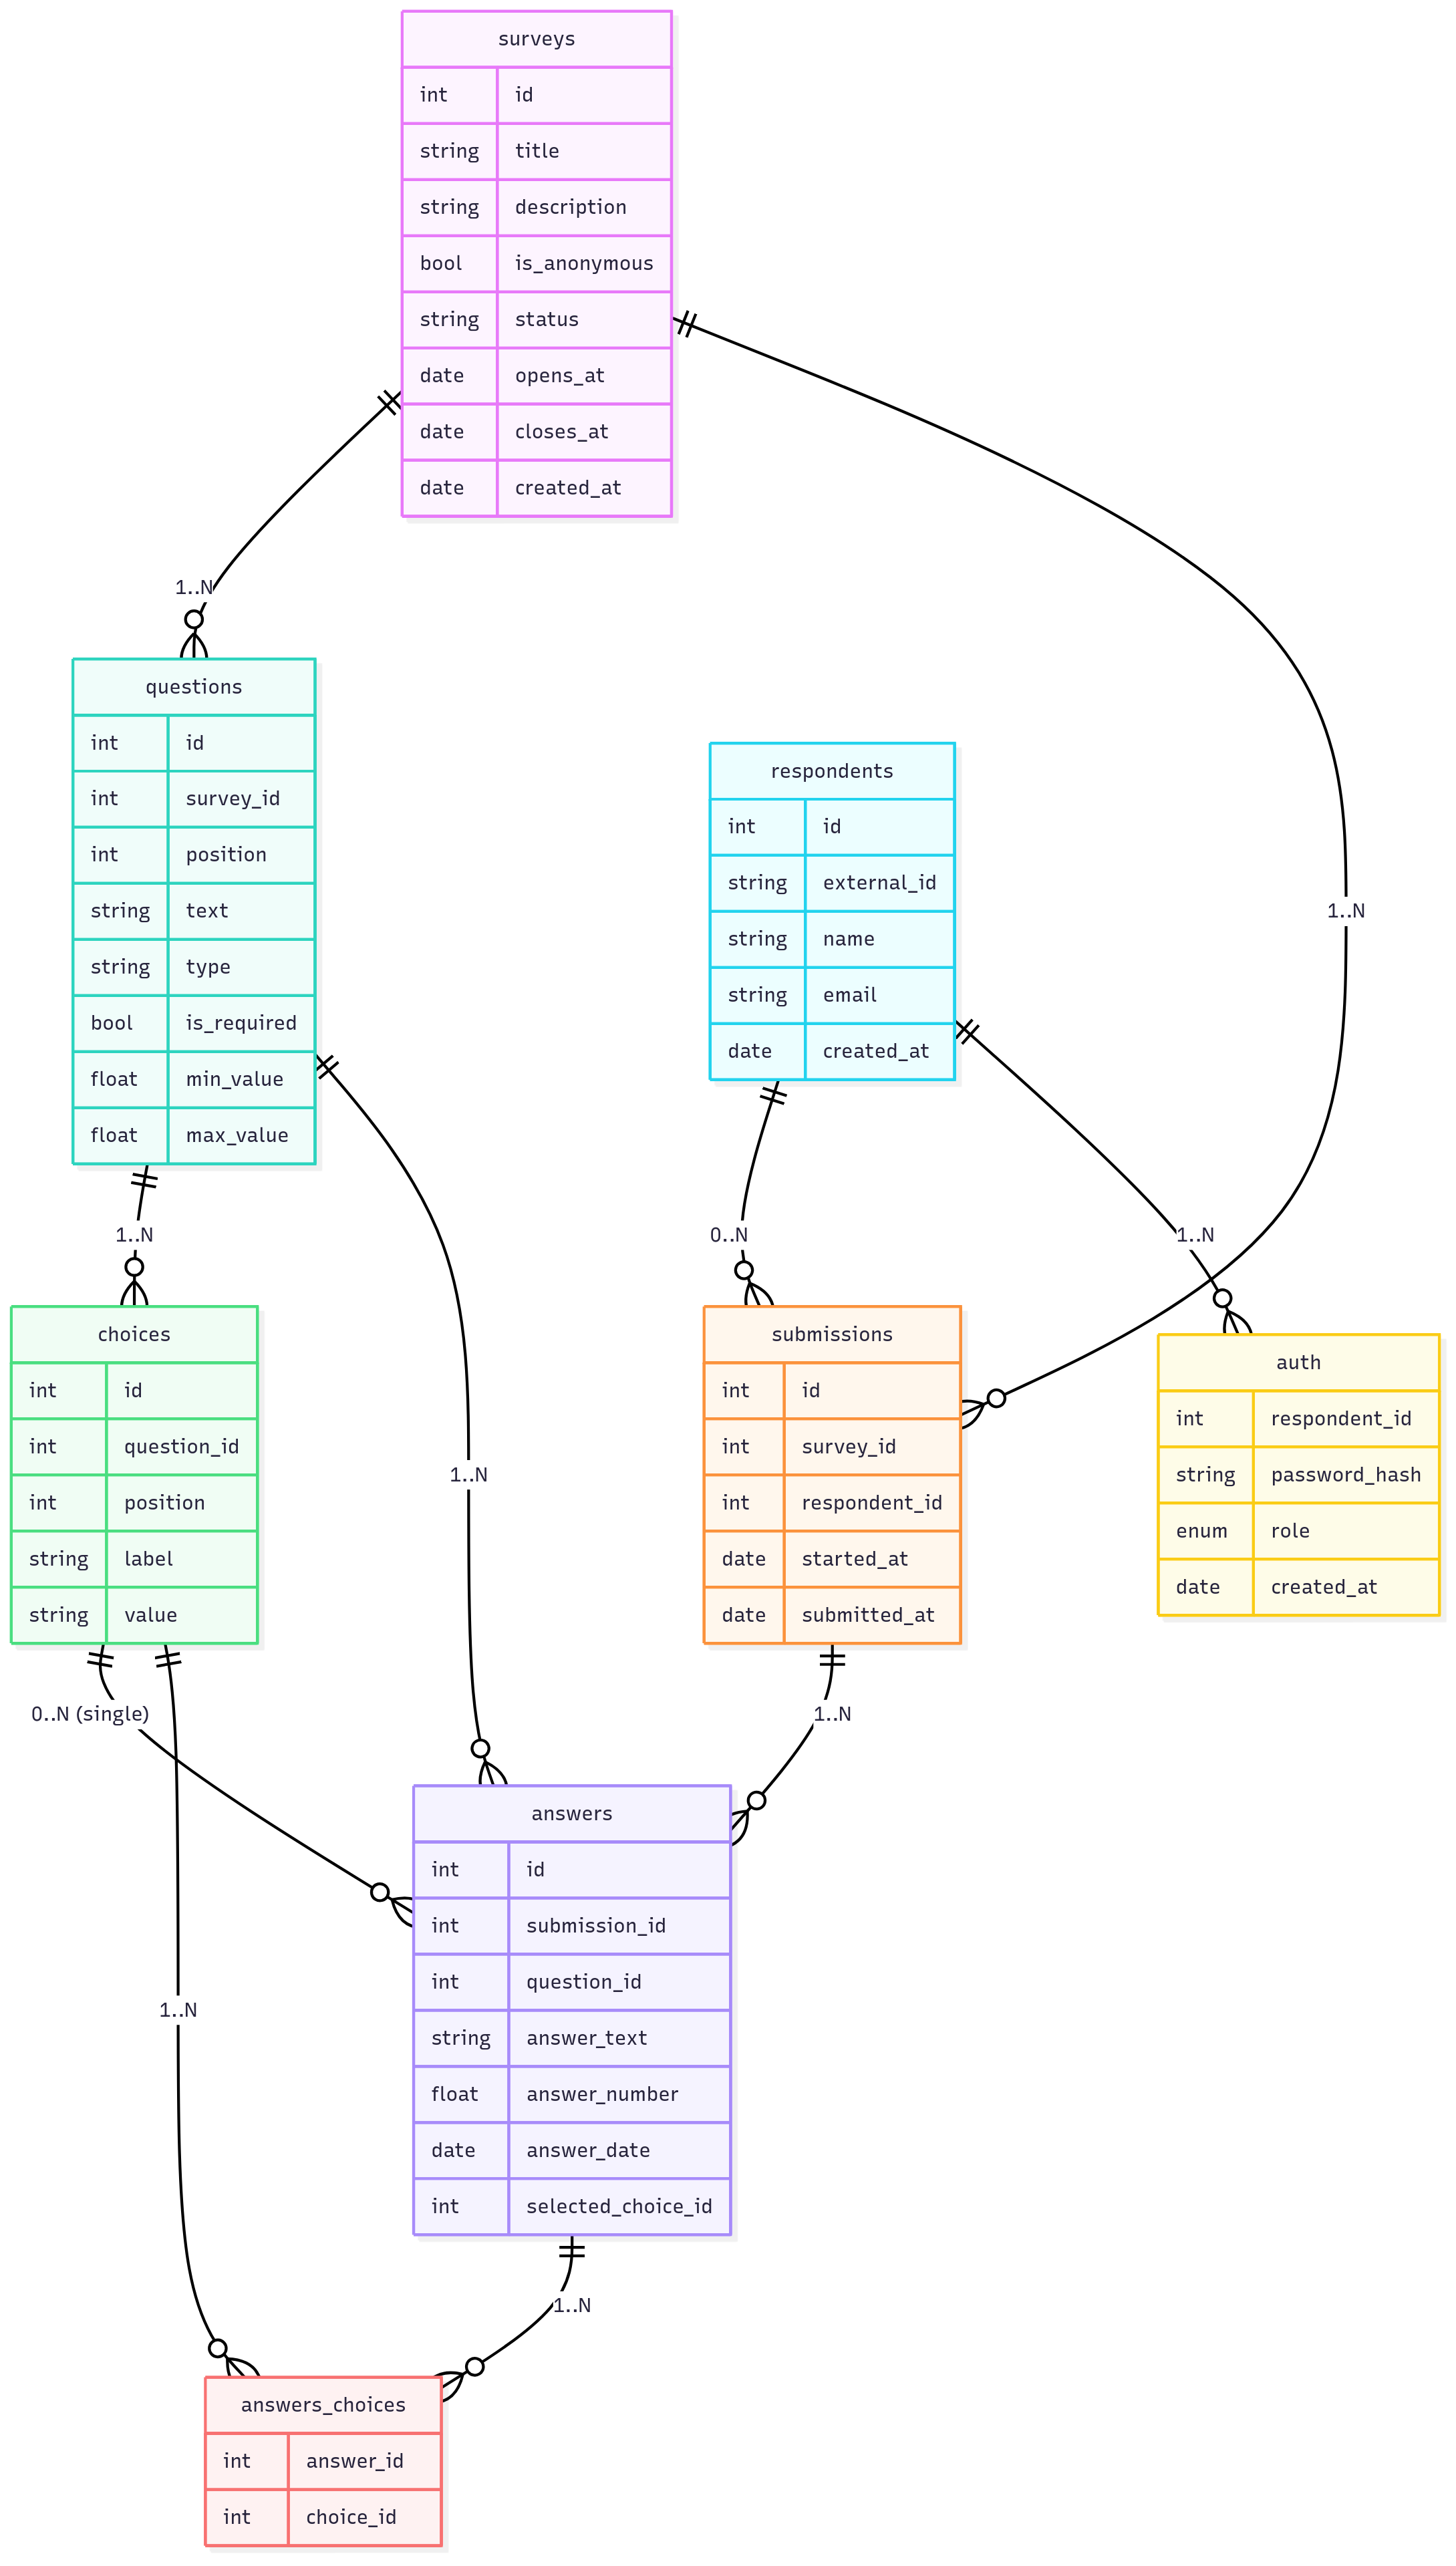 surveys
int id
string title
string description
bool is_anonymous
string status
date opens_at
date closes_at
date created_at
1..N
questions
int id
int survey_id
int position
string text
string type
bool is_required
float min_value
float max_value
respondents
int id
string external_id
string name
string email
date created_at
1..N
1..N
0..N
1..N
choices
int id
int question_id
int position
string label
string value
1..N
submissions
int id
int survey_id
int respondent_id
date started_at
date submitted_at
auth
int respondent_id
string password_hash
enum role
date created_at
0..N (single)
1..N
answers
int id
int submission_id
int question_id
string answer_text
float answer_number
date answer_date
int selected_choice_id
1..N
1..N
answers_choices
int answer_id
int choice_id